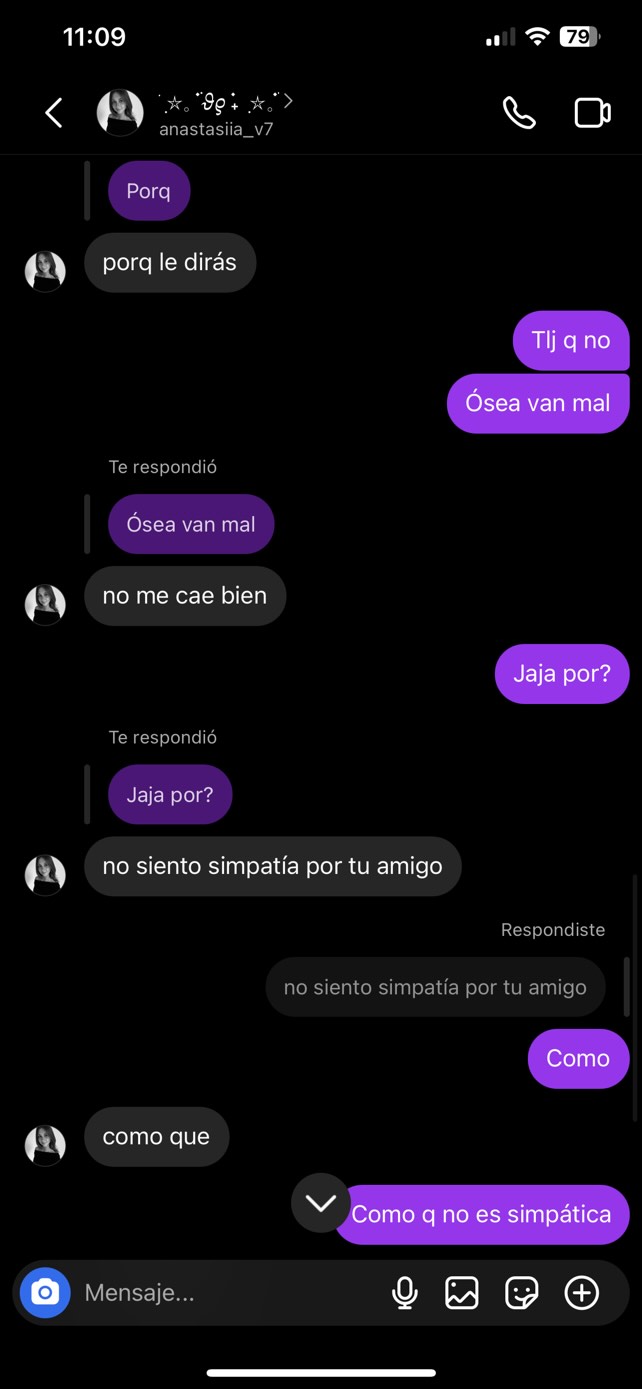 11:09
79
anastasiia_v7
Porq
porq le dirás
Tlj q no
Ósea van mal
Te respondió
Ósea van mal
no me cae bien
Jaja por?
Te respondió
Jaja por?
no siento simpatía por tu amigo
Respondiste
no siento simpatía por tu amigo
Como
como que
Como q no es simpática
Mensaje...